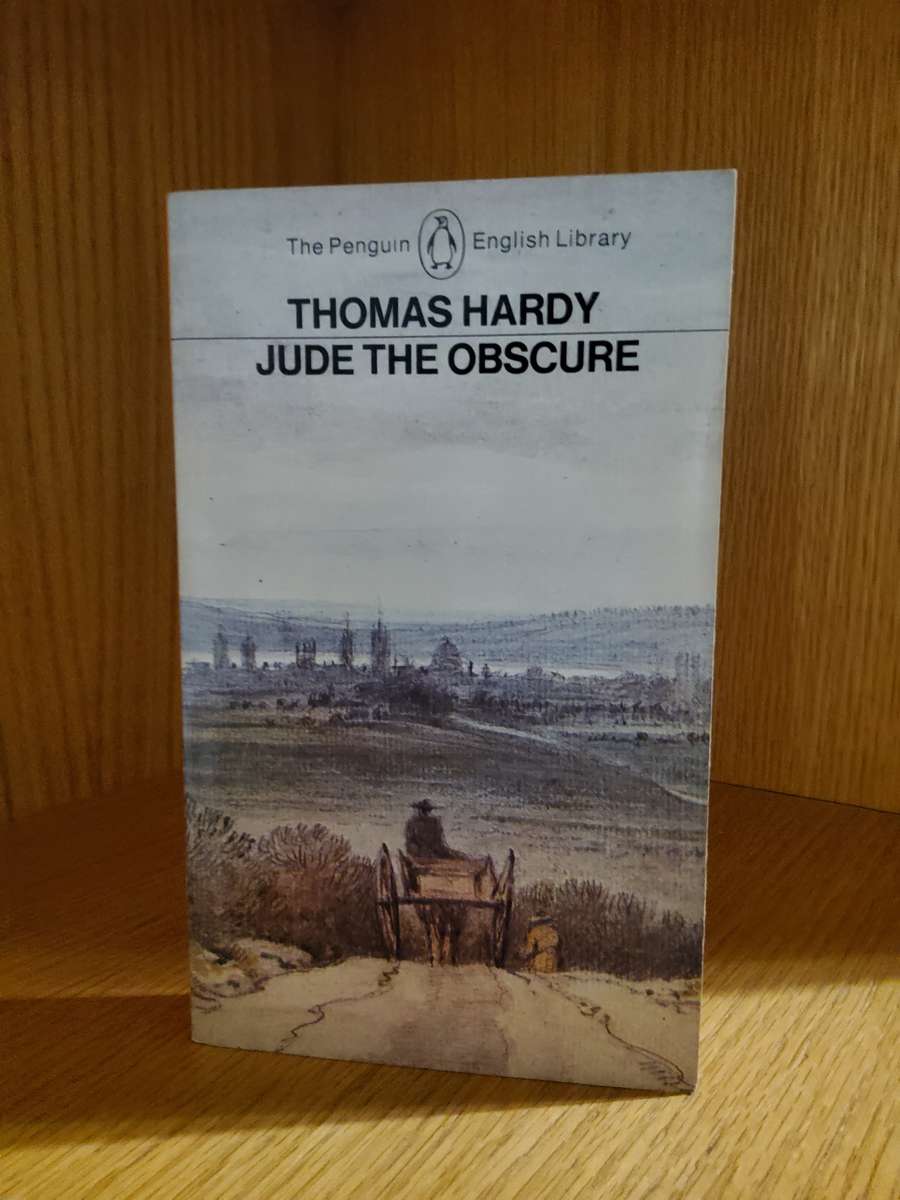 The Penguin English Library
THOMAS HARDY
JUDE THE OBSCURE